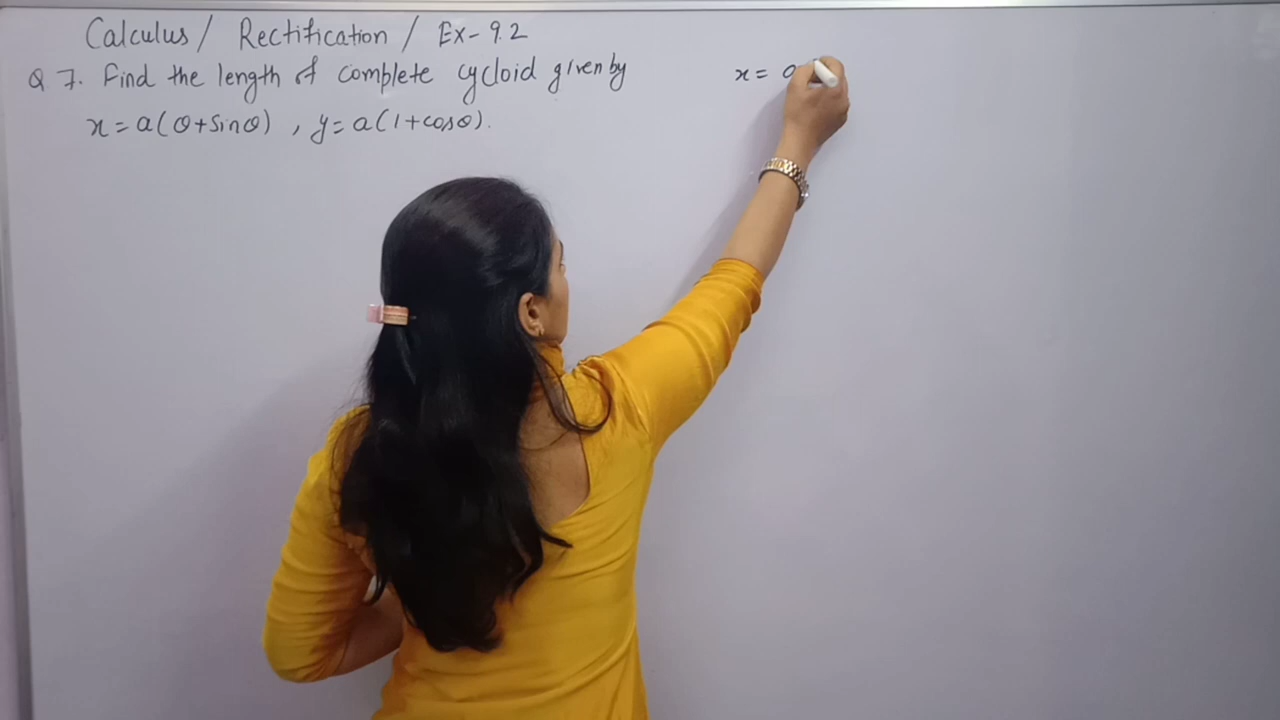 Calculus / Rectification / Ex- 9.2
Q 7. Find the length of complete cycloid given by
x = a(θ+sinθ) , y= a(1+cosθ).
x = a